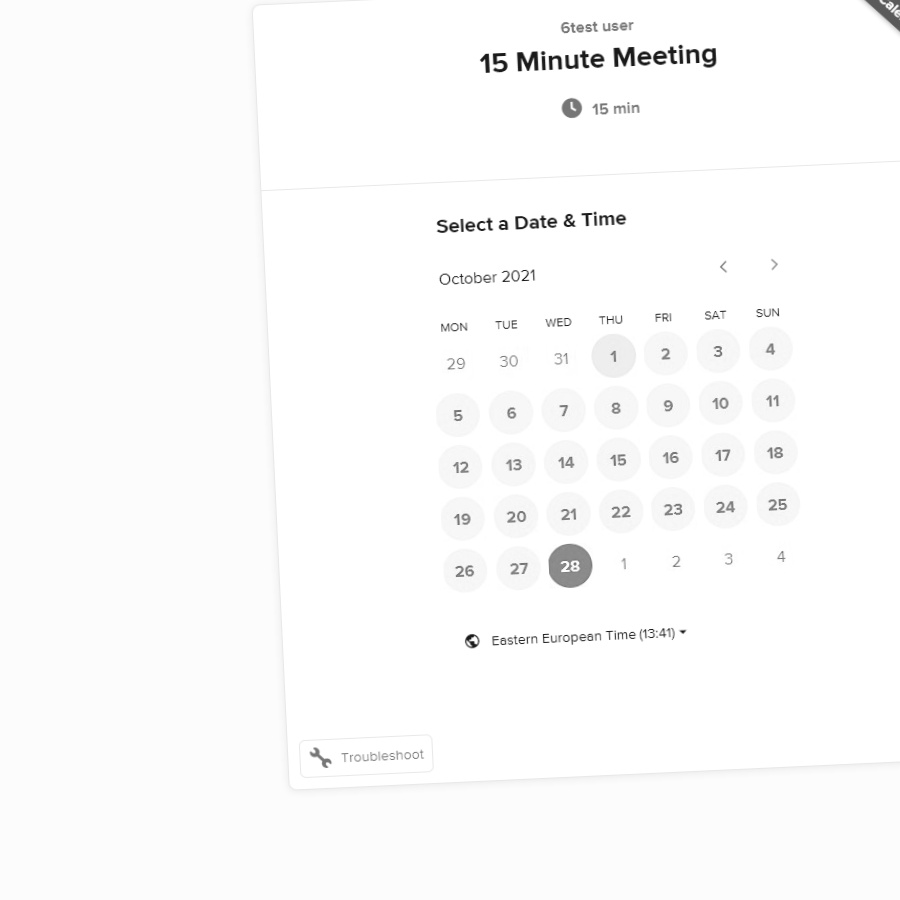 6test user
15 Minute Meeting
15 min
Select a Date & Time
October 2021
MON TUE WED THU FRI SAT SUN
29 30 31 1 2 3 4
5 6 7 8 9 10 11
12 13 14 15 16 17 18
19 20 21 22 23 24 25
26 27 28 1 2 3 4
Eastern European Time (13:41)
Troubleshoot